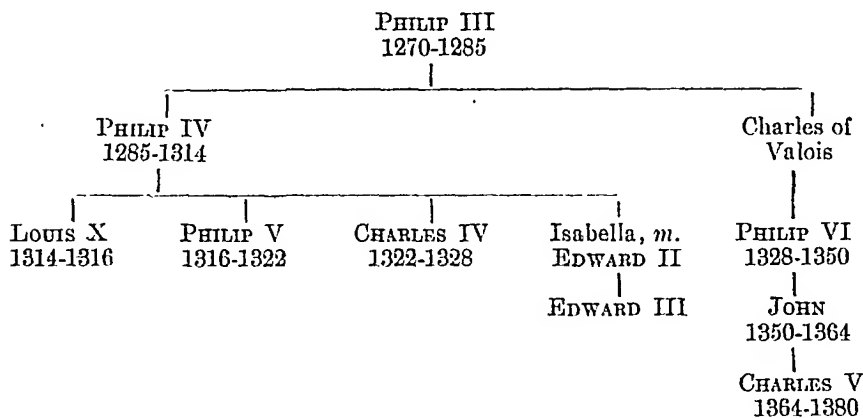 PHILIP III
1270-1285
PHILIP IV
1285-1314
Charles of
Valois
LOUIS X
1314-1316
PHILIP V
1316-1322
CHARLES IV
1322-1328
Isabella, m.
EDWARD II
EDWARD III
PHILIP VI
1328-1350
JOHN
1350-1364
CHARLES V
1364-1380